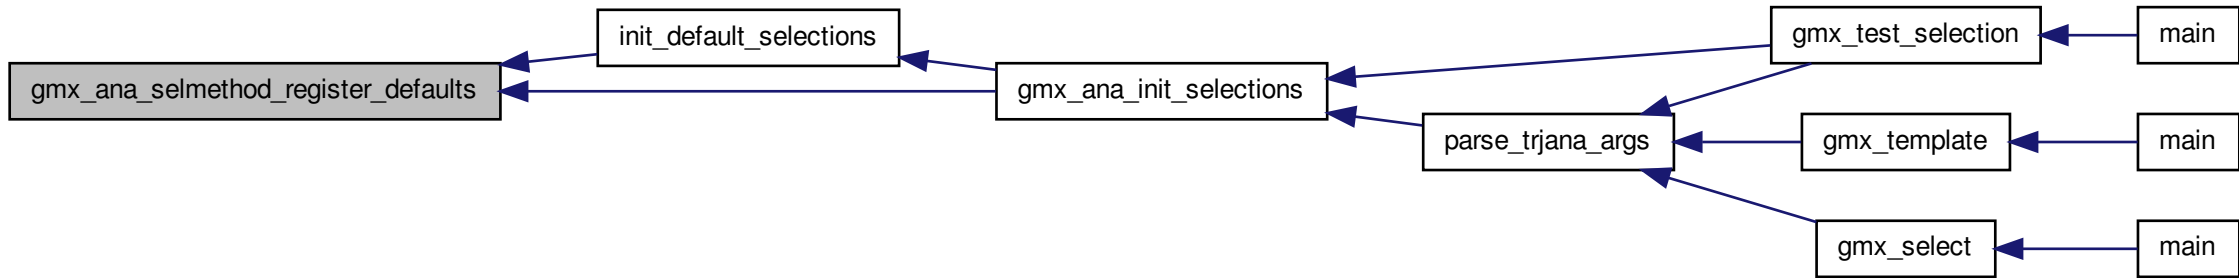 gmx_ana_selmethod_register_defaults
init_default_selections
gmx_ana_init_selections
gmx_test_selection
main
parse_trjana_args
gmx_template
main
gmx_select
main